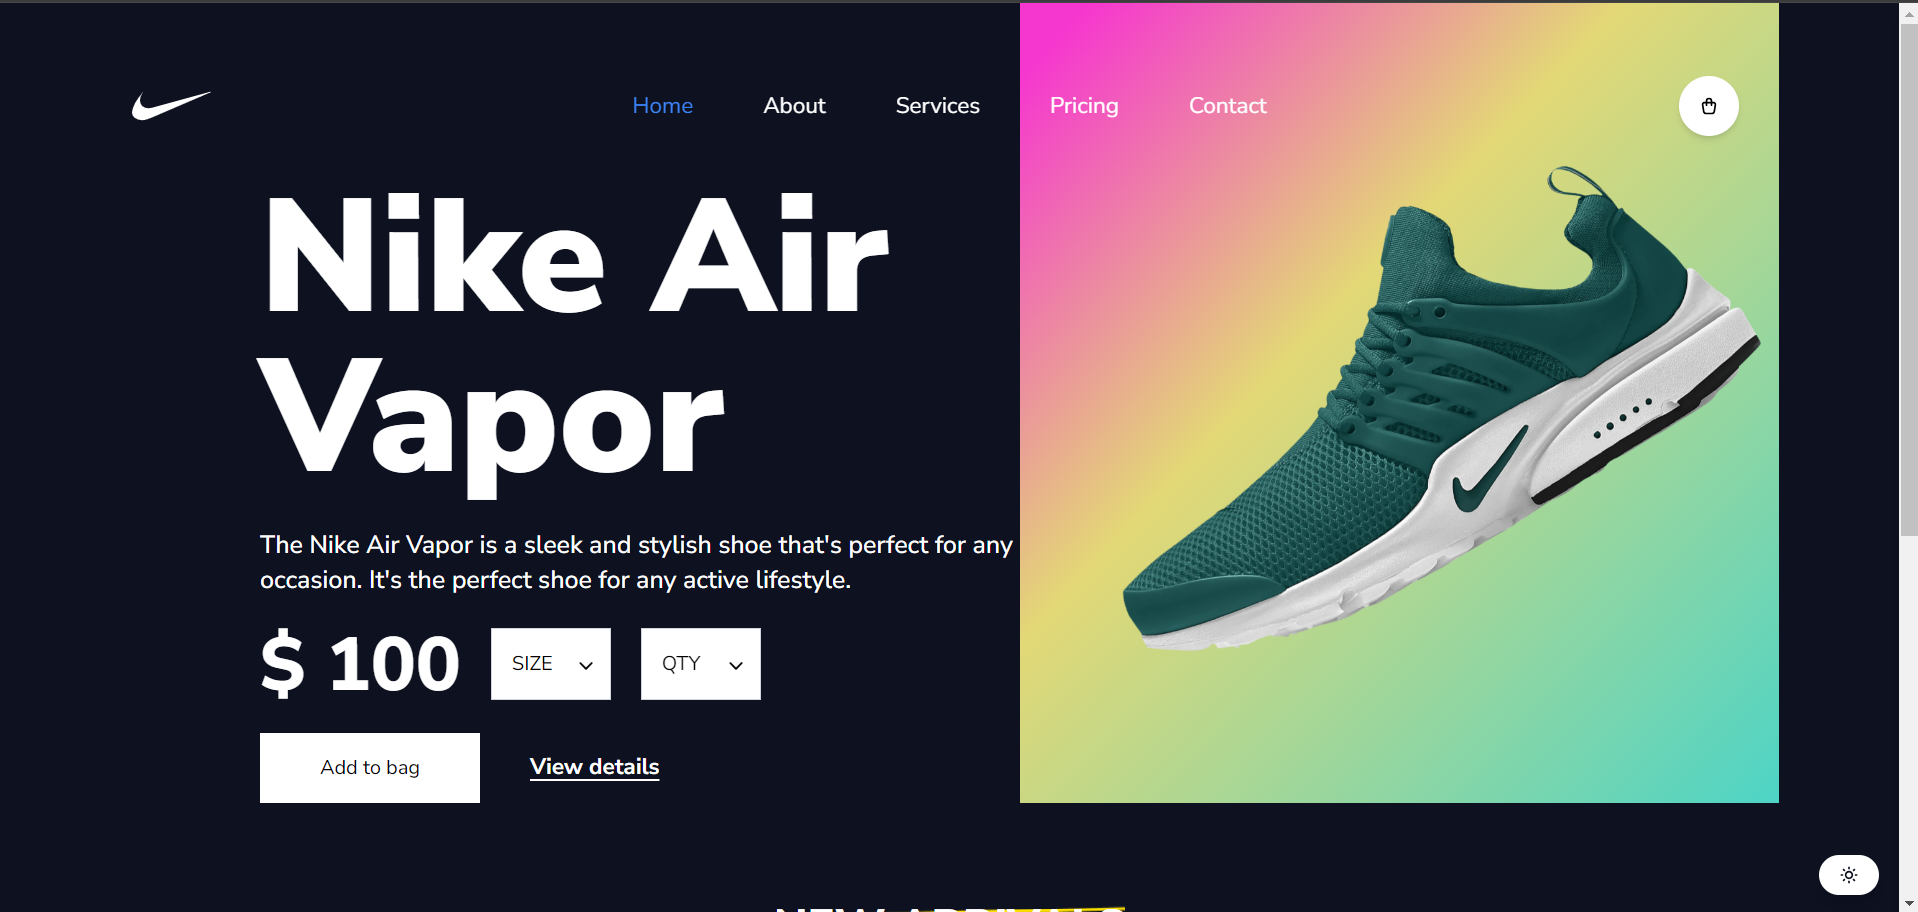 Home About Services Pricing Contact
Nike Air
Vapor
The Nike Air Vapor is a sleek and stylish shoe that's perfect for any
occasion. It's the perfect shoe for any active lifestyle.
$ 100 SIZE QTY
Add to bag View details
NEW ARRIVALS